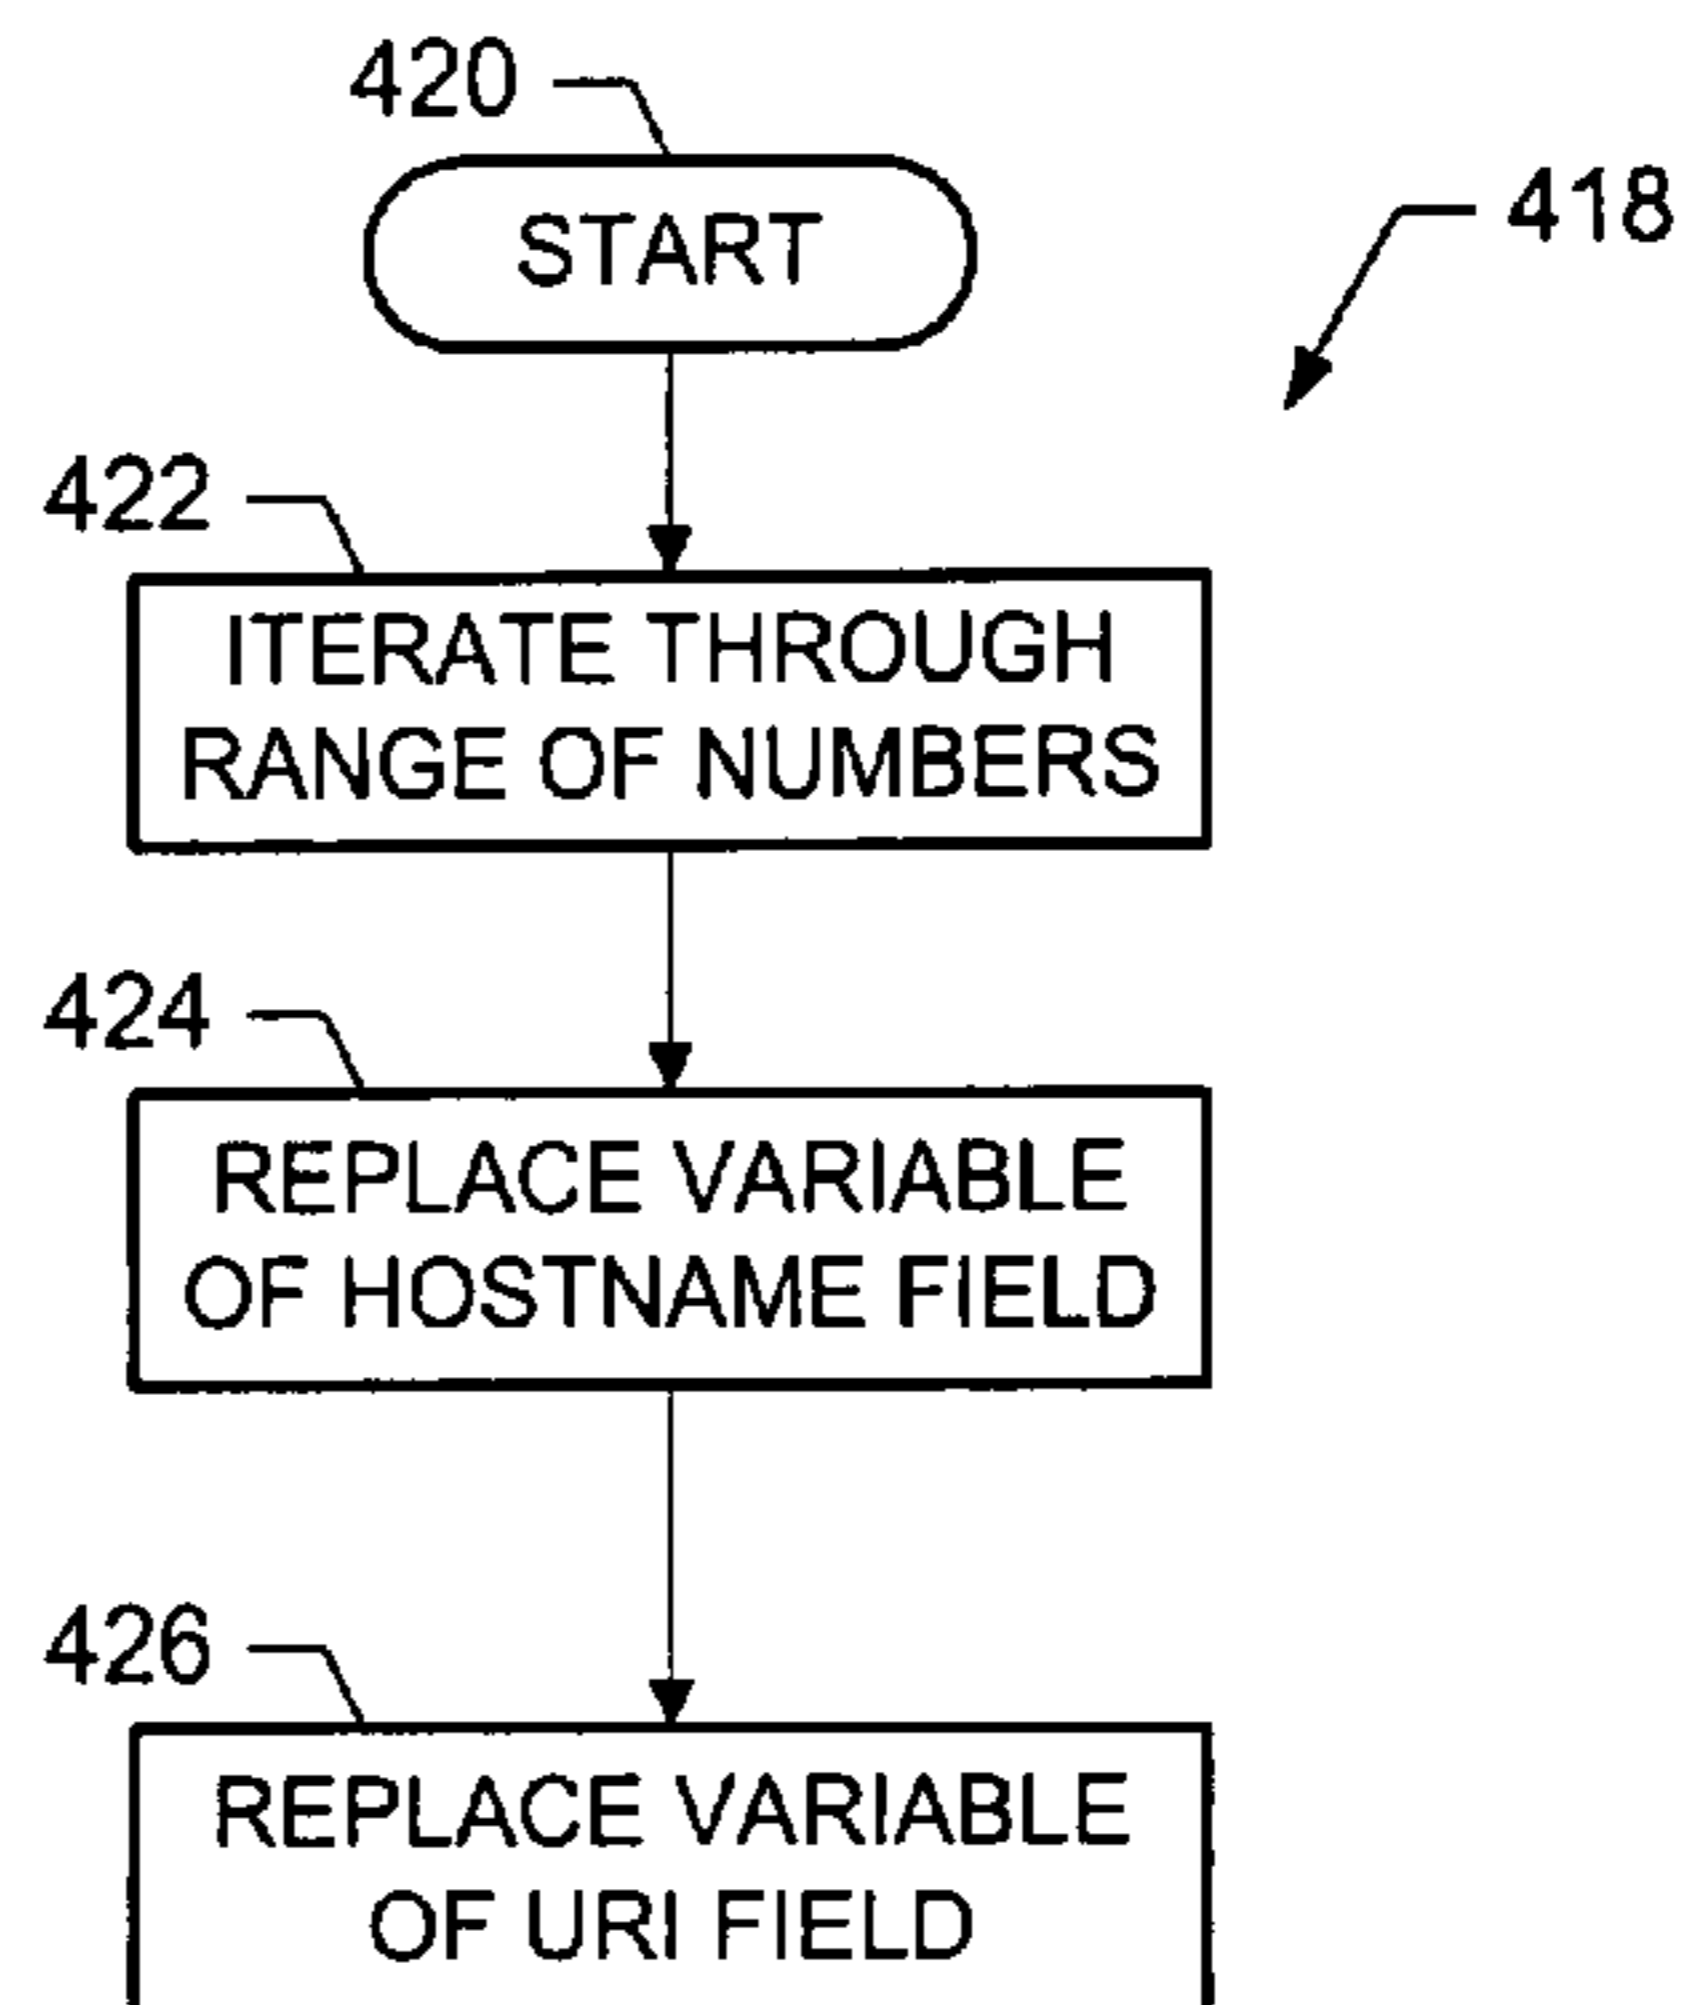 420
START
418
422
ITERATE THROUGH
RANGE OF NUMBERS
424
REPLACE VARIABLE
OF HOSTNAME FIELD
426
REPLACE VARIABLE
OF URI FIELD